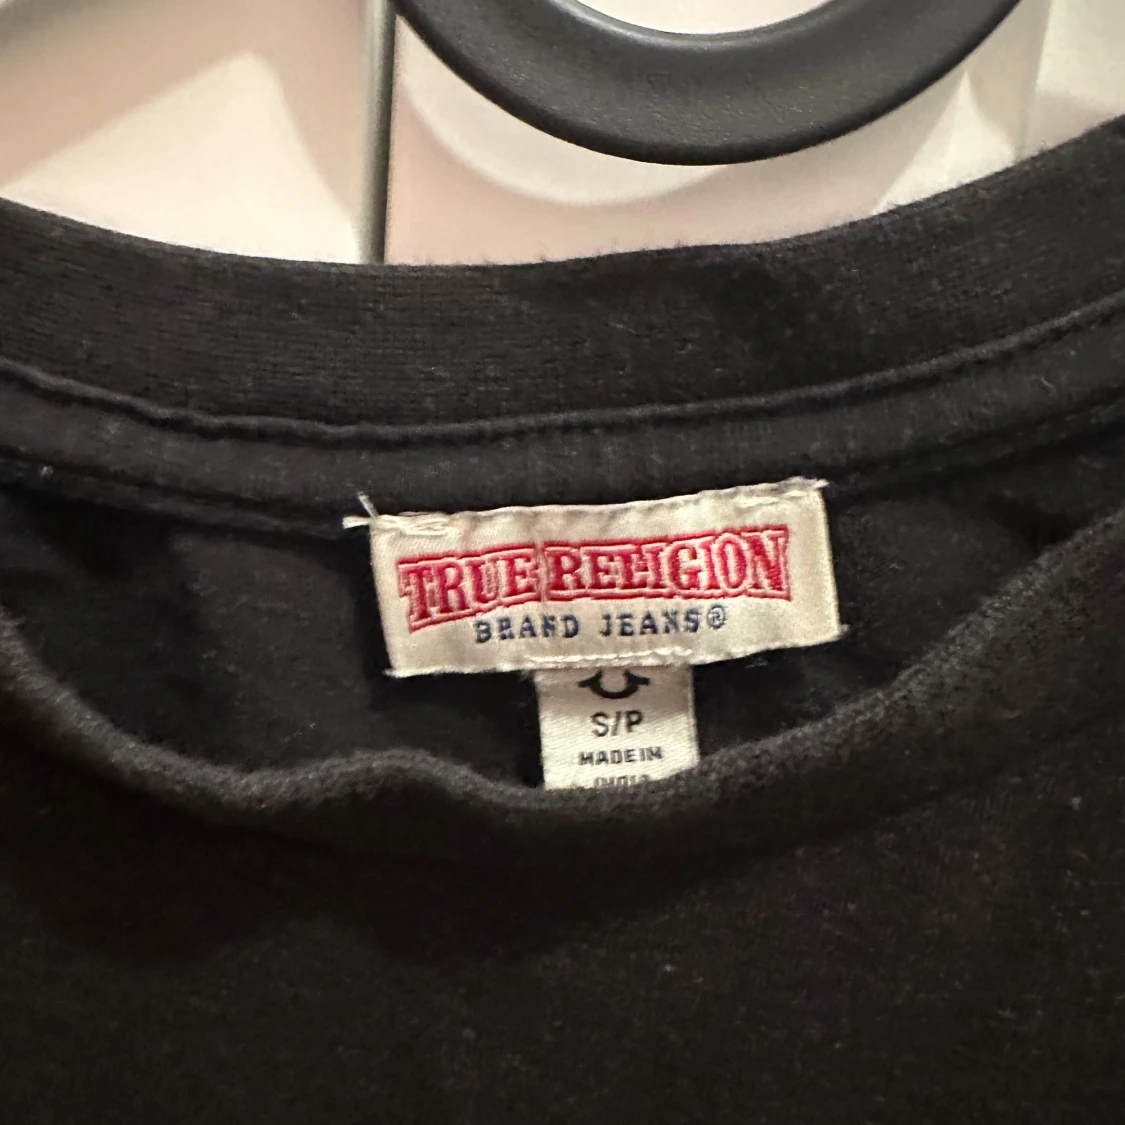 TRUE RELIGION
BRAND JEANS®
S/P
MADE IN